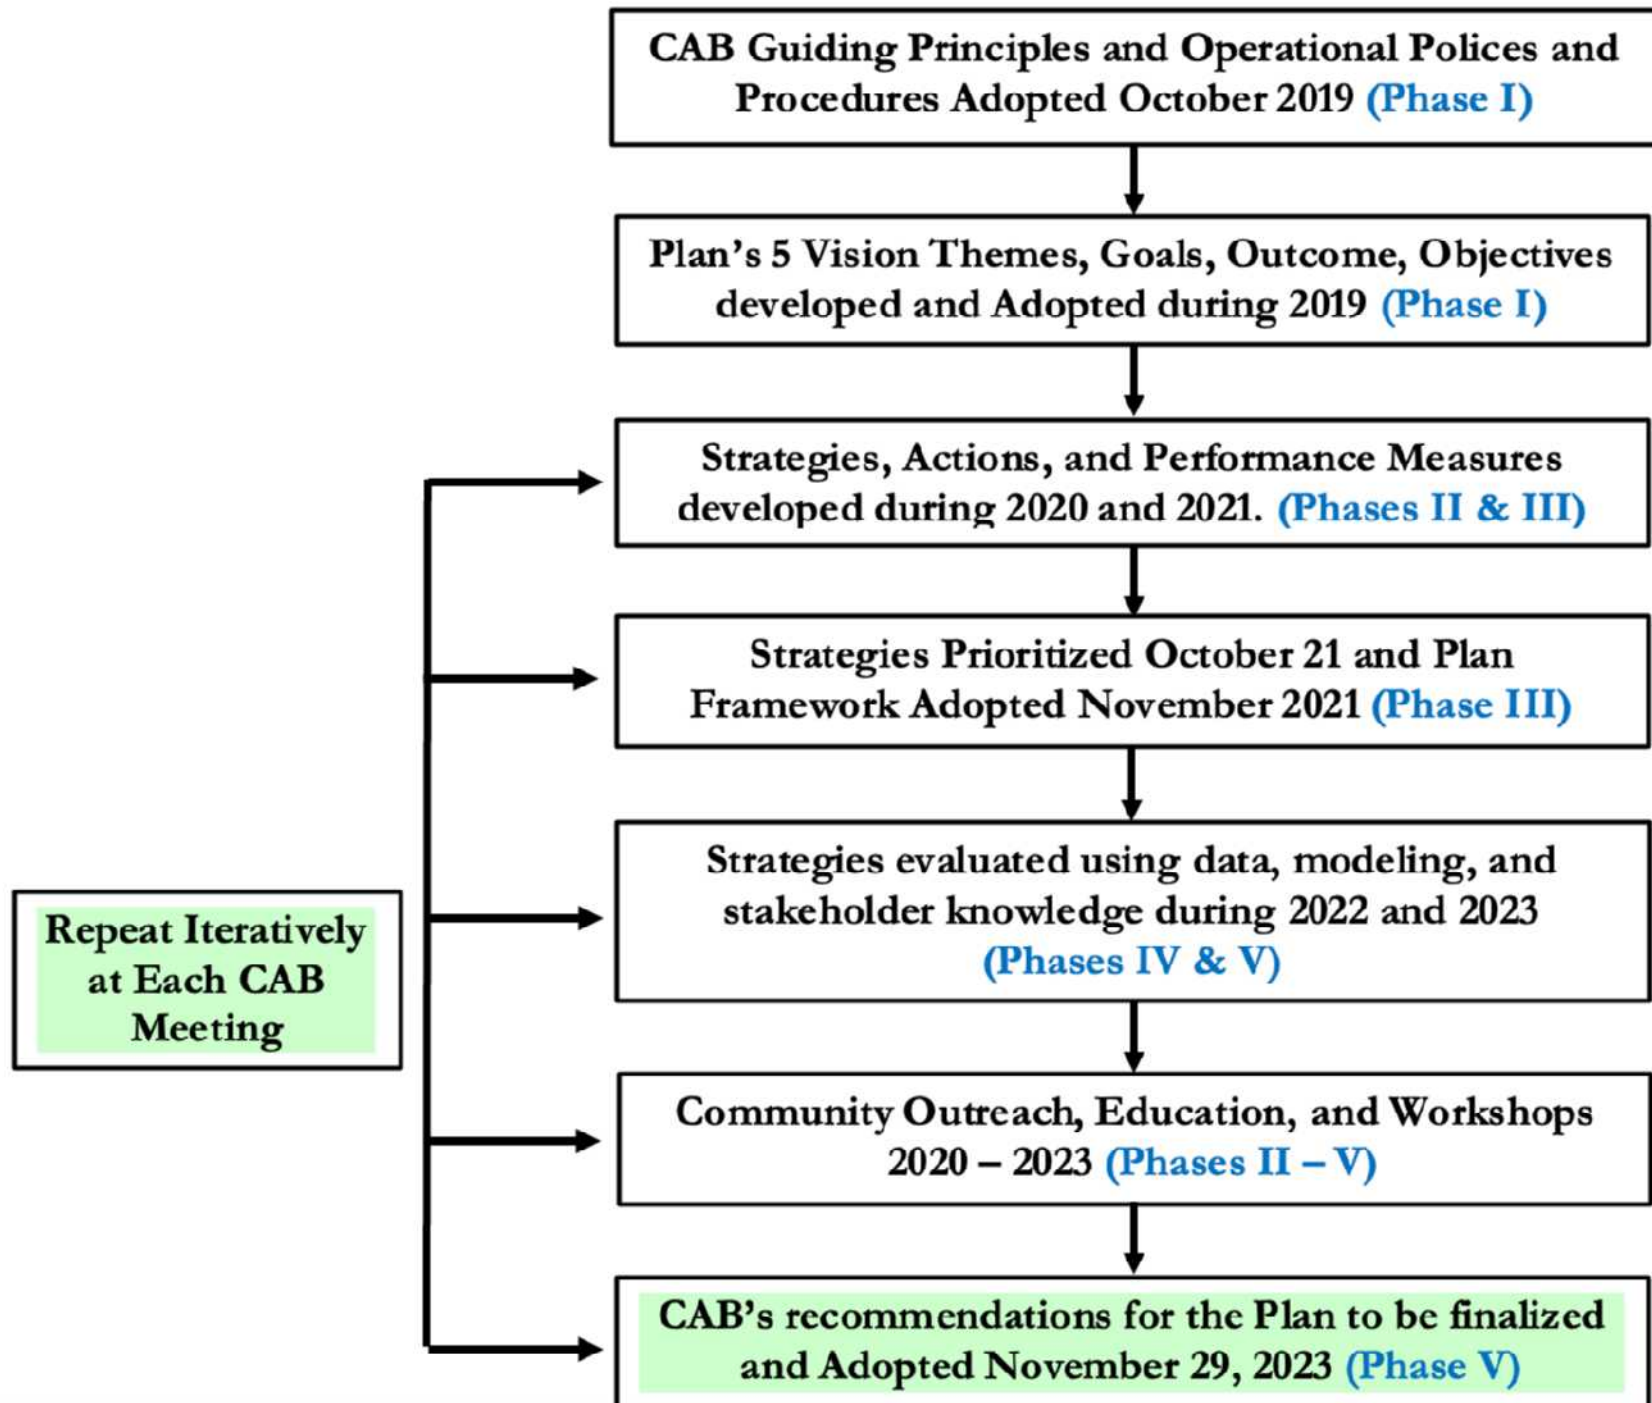 CAB Guiding Principles and Operational Polices and
Procedures Adopted October 2019 (Phase I)
Plan's 5 Vision Themes, Goals, Outcome, Objectives
developed and Adopted during 2019 (Phase I)
Strategies, Actions, and Performance Measures
developed during 2020 and 2021. (Phases II & III)
Strategies Prioritized October 21 and Plan
Framework Adopted November 2021 (Phase III)
Strategies evaluated using data, modeling, and
stakeholder knowledge during 2022 and 2023
(Phases IV & V)
Repeat Iteratively
at Each CAB
Meeting
Community Outreach, Education, and Workshops
2020 – 2023 (Phases II – V)
CAB's recommendations for the Plan to be finalized
and Adopted November 29, 2023 (Phase V)